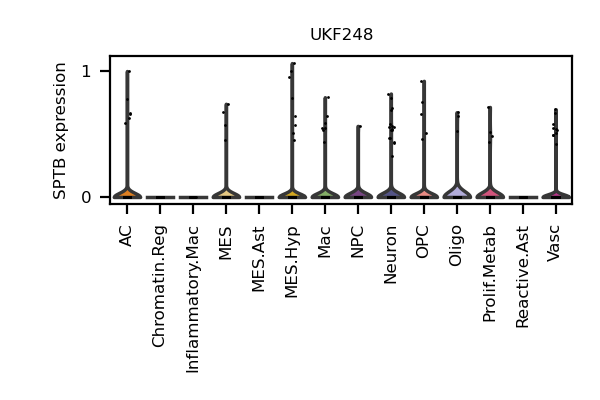 UKF248
SPTB expression
1
0
AC
Chromatin.Reg
Inflammatory.Mac
MES
MES.Ast
MES.Hyp
Mac
NPC
Neuron
OPC
Oligo
Prolif.Metab
Reactive.Ast
Vasc